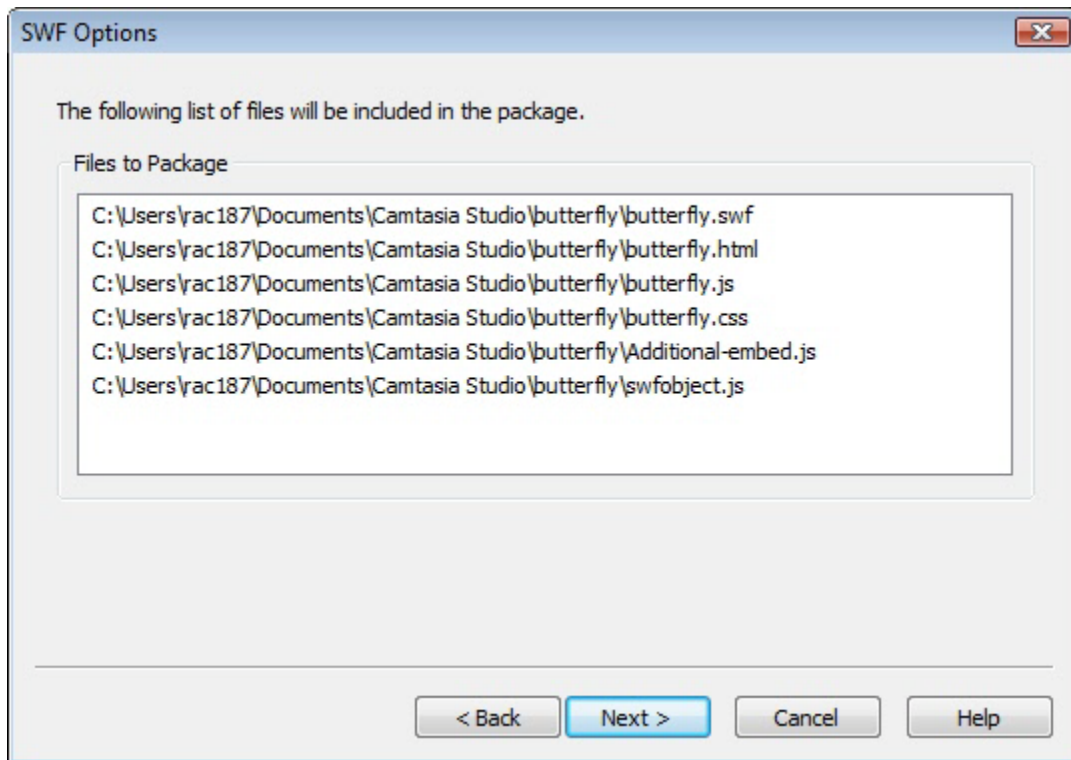 SWF Options
The following list of files will be included in the package.
Files to Package
C:\Users\rac187\Documents\Camtasia Studio\butterfly\butterfly.swf
C:\Users\rac187\Documents\Camtasia Studio\butterfly\butterfly.html
C:\Users\rac187\Documents\Camtasia Studio\butterfly\butterfly.js
C:\Users\rac187\Documents\Camtasia Studio\butterfly\butterfly.css
C:\Users\rac187\Documents\Camtasia Studio\butterfly\Additional-embed.js
C:\Users\rac187\Documents\Camtasia Studio\butterfly\swfobject.js
< Back Next > Cancel Help